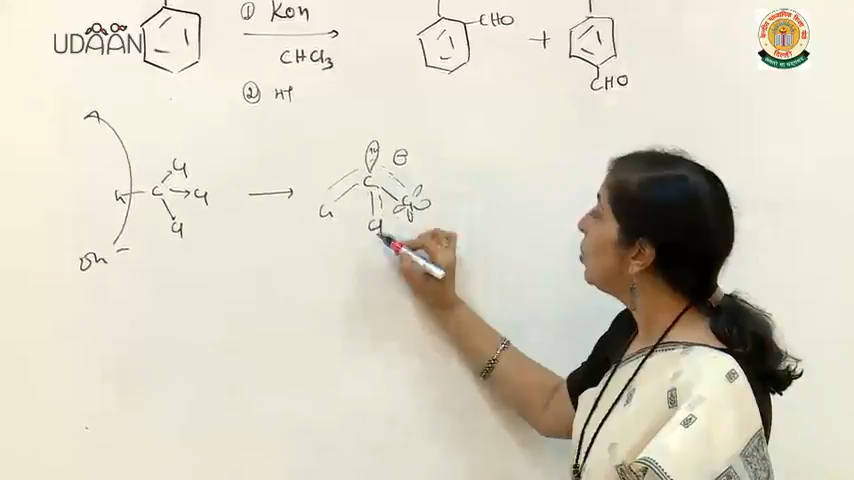 UDAAN
① KOH
CHCl₃
② H⁺
CHO
+
CHO
H - C
Cl
Cl
Cl
OH⁻
C
⊖
Cl
Cl
Cl